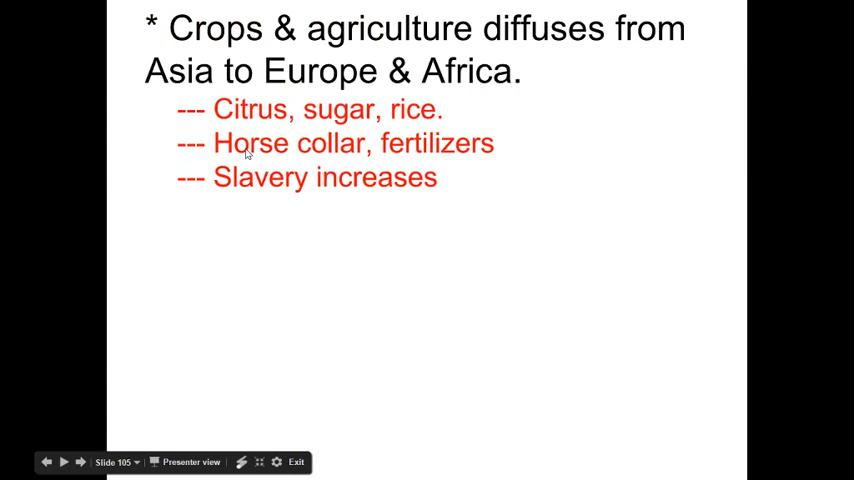 * Crops & agriculture diffuses from
Asia to Europe & Africa.
--- Citrus, sugar, rice.
--- Horse collar, fertilizers
--- Slavery increases
Slide 105 Presenter view Exit